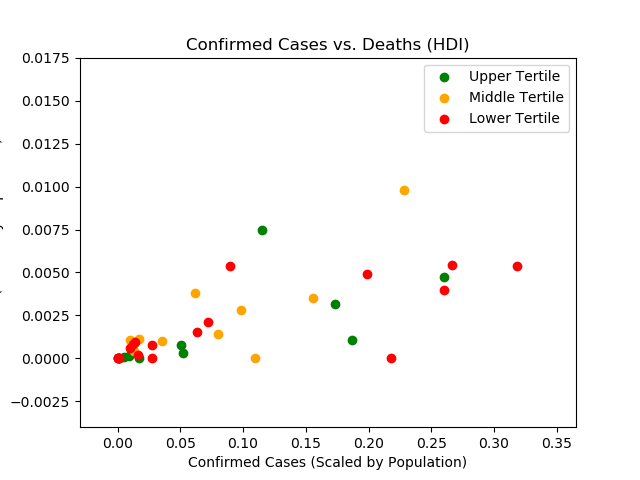 Confirmed Cases vs. Deaths (HDI)
0.0175
0.0150
0.0125
0.0100
0.0075
0.0050
0.0025
0.0000
−0.0025
Upper Tertile
Middle Tertile
Lower Tertile
0.00 0.05 0.10 0.15 0.20 0.25 0.30 0.35
Confirmed Cases (Scaled by Population)